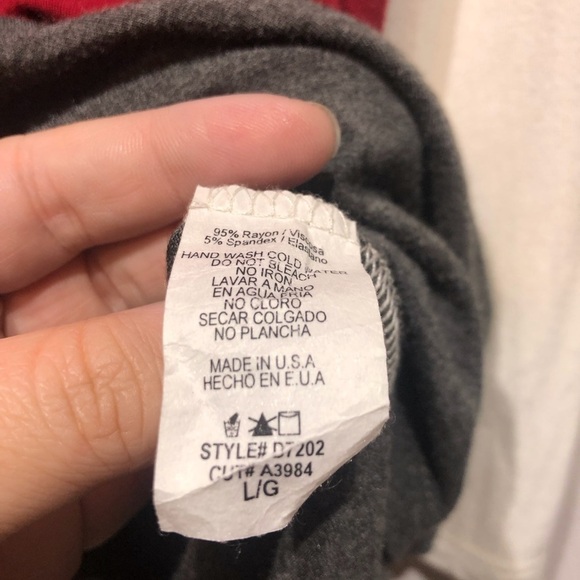 95% Rayon / Viscosa
5% Spandex / Elastano
HAND WASH COLD WATER
DO NOT BLEACH
NO IRON
LAVAR A MANO
EN AGUA FRIA
NO CLORO
SECAR COLGADO
NO PLANCHA
MADE IN U.S.A
HECHO EN E.U.A
STYLE# D7202
CUT# A3984
L/G